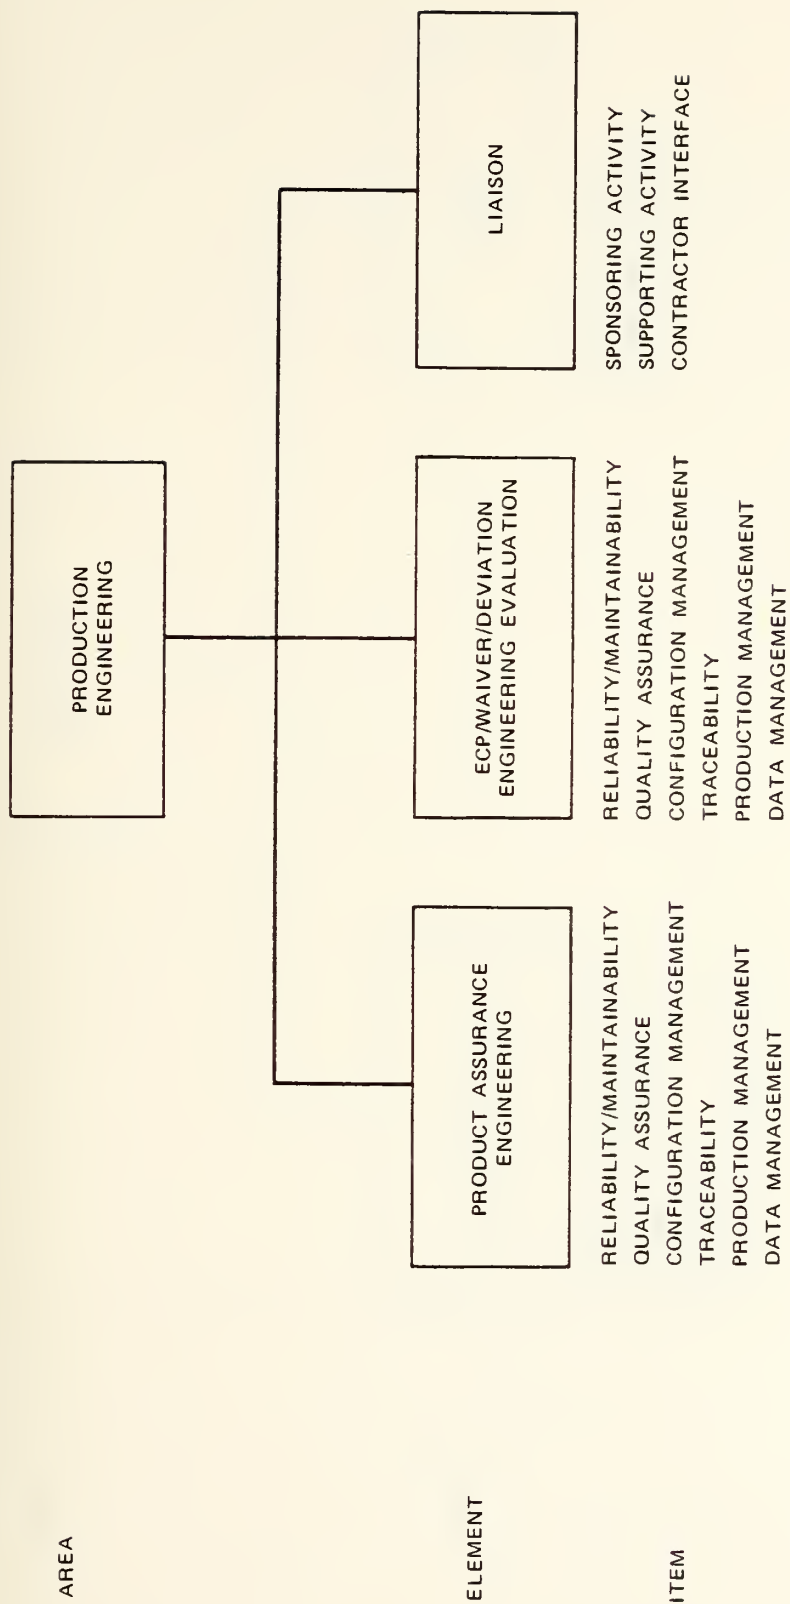 AREA
PRODUCTION
ENGINEERING
ELEMENT
PRODUCT ASSURANCE
ENGINEERING
ECP/WAIVER/DEVIATION
ENGINEERING EVALUATION
LIAISON
ITEM
RELIABILITY/MAINTAINABILITY
QUALITY ASSURANCE
CONFIGURATION MANAGEMENT
TRACEABILITY
PRODUCTION MANAGEMENT
DATA MANAGEMENT
RELIABILITY/MAINTAINABILITY
QUALITY ASSURANCE
CONFIGURATION MANAGEMENT
TRACEABILITY
PRODUCTION MANAGEMENT
DATA MANAGEMENT
SPONSORING ACTIVITY
SUPPORTING ACTIVITY
CONTRACTOR INTERFACE